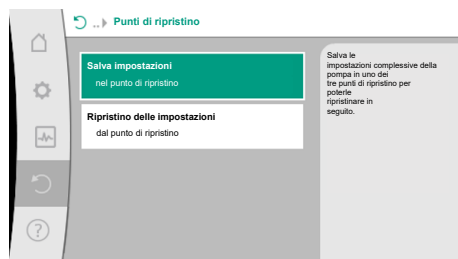 .. Punti di ripristino
Salva impostazioni
nel punto di ripristino
Ripristino delle impostazioni
dal punto di ripristino
Salva le
impostazioni complessive della
pompa in uno dei
tre punti di ripristino per
poterle
ripristinare in
seguito.
?